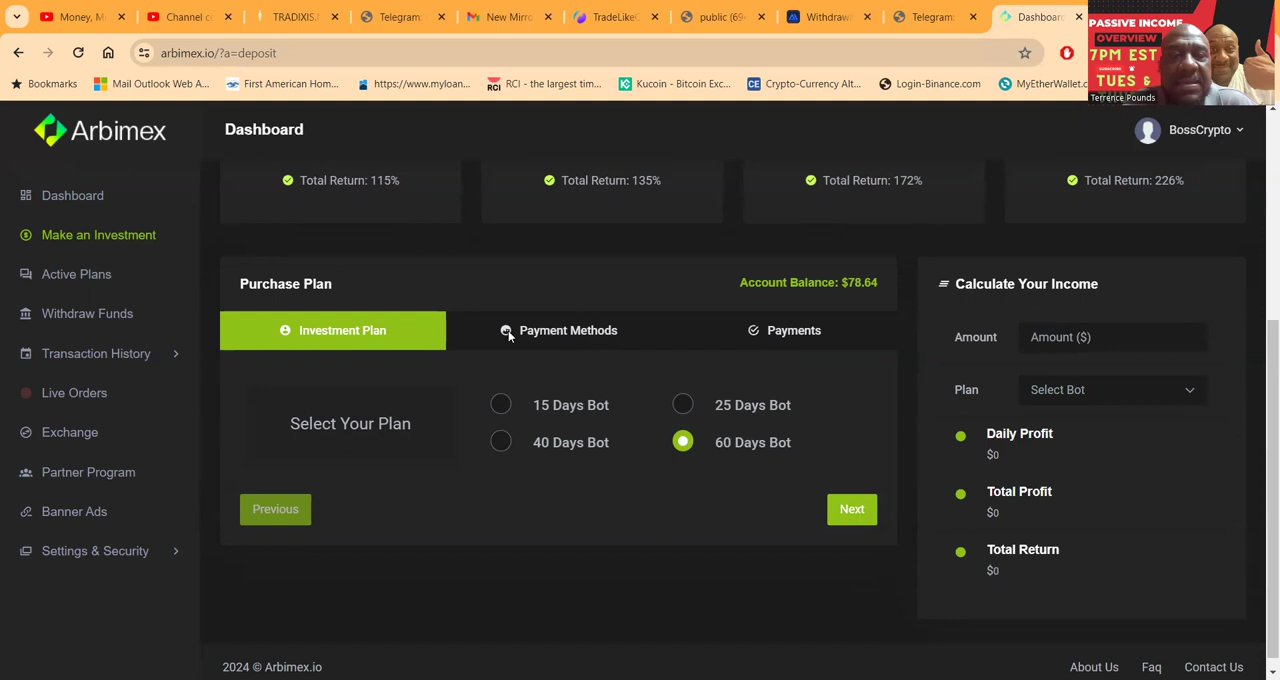 Money, M
Channel c
TRADIXIS.
Telegram:
New Mirro
TradeLike
public (69
Withdraw
Telegram:
Dashboar
arbimex.io/?a=deposit
Bookmarks
Mail Outlook Web A...
First American Hom...
https://www.myloan...
RCI - the largest tim...
Kucoin - Bitcoin Exc...
Crypto-Currency Alt...
Login-Binance.com
MyEtherWallet.c
PASSIVE INCOME
OVERVIEW
7PM EST
TUES &
Terrence Pounds
Arbimex
Dashboard
BossCrypto
Dashboard
Make an Investment
Active Plans
Withdraw Funds
Transaction History
Live Orders
Exchange
Partner Program
Banner Ads
Settings & Security
Total Return: 115%
Total Return: 135%
Total Return: 172%
Total Return: 226%
Purchase Plan
Account Balance: $78.64
Investment Plan
Payment Methods
Payments
Select Your Plan
15 Days Bot
25 Days Bot
40 Days Bot
60 Days Bot
Previous
Next
Calculate Your Income
Amount
Amount ($)
Plan
Select Bot
Daily Profit
$0
Total Profit
$0
Total Return
$0
2024 © Arbimex.io
About Us
Faq
Contact Us